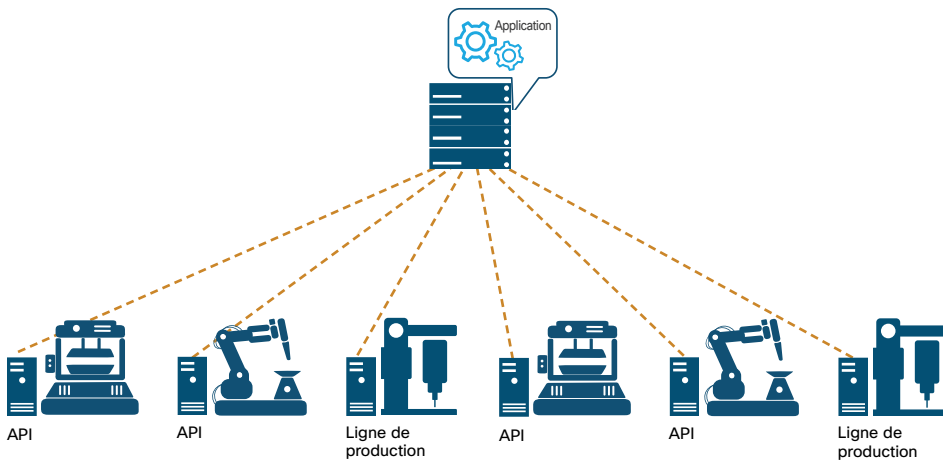 Application
API
API
Ligne de
production
API
API
Ligne de
production